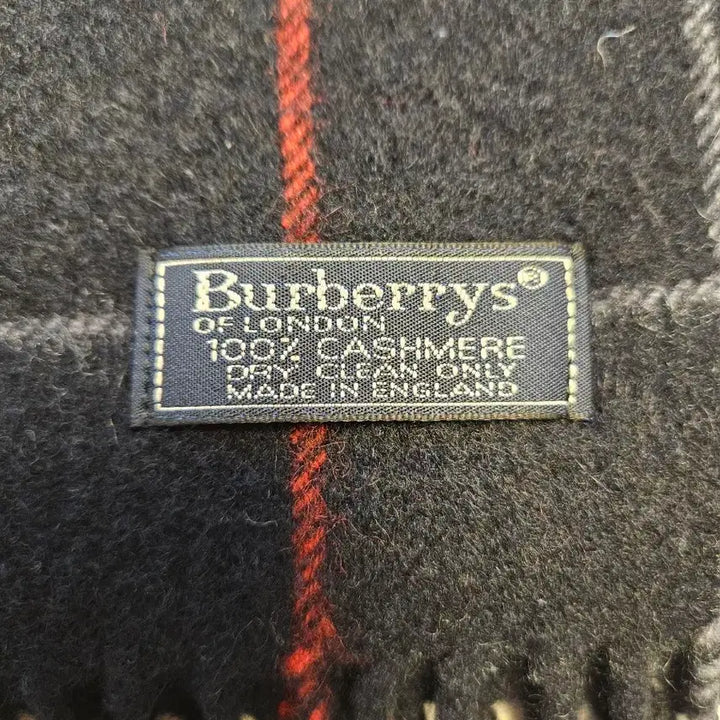 Burberrys®
OF LONDON
100% CASHMERE
DRY CLEAN ONLY
MADE IN ENGLAND